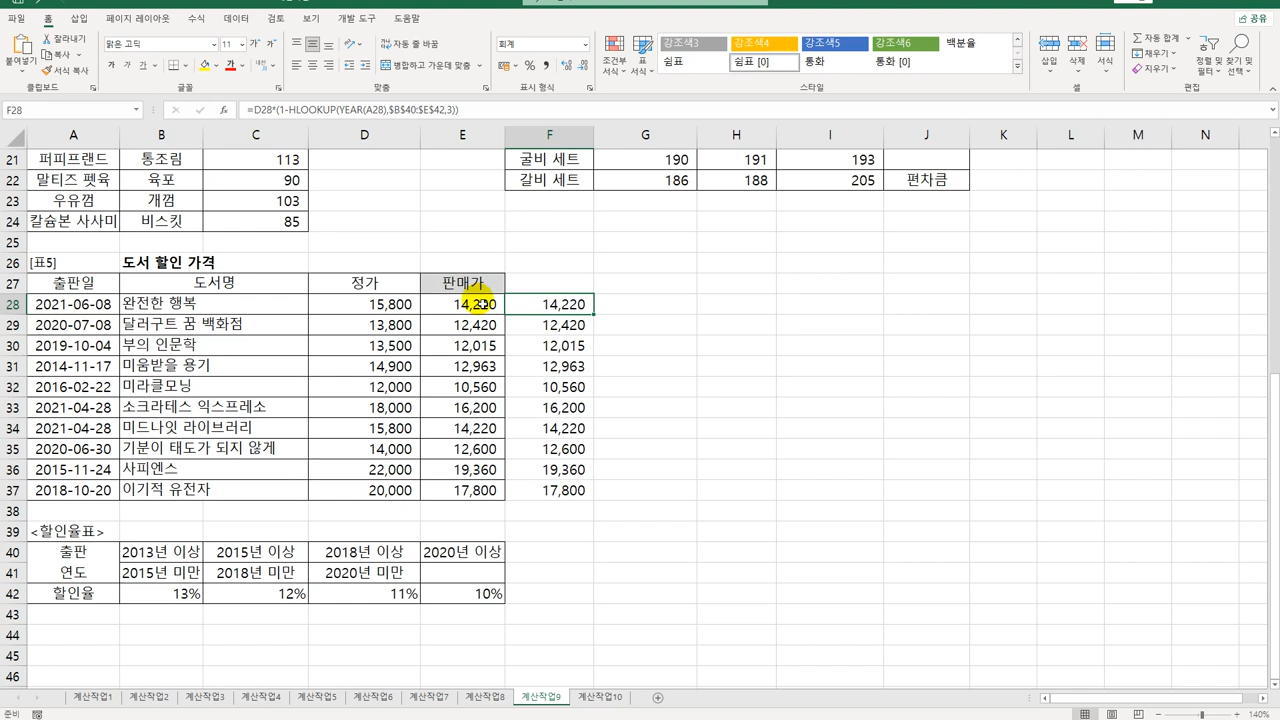 파일 홈 삽입 페이지 레이아웃 수식 데이터 검토 보기 개발 도구 도움말 공유
잘라내기 맑은 고딕 11 가 가 자동 줄 바꿈 회계 강조색3 강조색4 강조색5 강조색6 백분율 자동 합계
붙여넣기 복사 채우기
서식 복사 가 가 가 가 내천 병합하고 가운데 맞춤 % 조건부 서식 표 서식 쉼표 쉼표 [0] 통화 통화 [0] 삽입 삭제 서식 지우기 정렬 및 필터 찾기 및 선택
클립보드 글꼴 맞춤 표시 형식 스타일 셀 편집
F28 fx =D28*(1-HLOOKUP(YEAR(A28),$B$40:$E$42,3))
A B C D E F G H I J K L M N
21 퍼피프랜드 통조림 113 굴비 세트 190 191 193
22 말티즈 펫육 육포 90 갈비 세트 186 188 205 편차큼
23 우유껌 개껌 103
24 칼슘본 사사미 비스킷 85
25
26 [표5] 도서 할인 가격
27 출판일 도서명 정가 판매가
28 2021-06-08 완전한 행복 15,800 14,220 14,220
29 2020-07-08 달러구트 꿈 백화점 13,800 12,420 12,420
30 2019-10-04 부의 인문학 13,500 12,015 12,015
31 2014-11-17 미움받을 용기 14,900 12,963 12,963
32 2016-02-22 미라클모닝 12,000 10,560 10,560
33 2021-04-28 소크라테스 익스프레소 18,000 16,200 16,200
34 2021-04-28 미드나잇 라이브러리 15,800 14,220 14,220
35 2020-06-30 기분이 태도가 되지 않게 14,000 12,600 12,600
36 2015-11-24 사피엔스 22,000 19,360 19,360
37 2018-10-20 이기적 유전자 20,000 17,800 17,800
38
39 <할인율표>
40 출판 2013년 이상 2015년 이상 2018년 이상 2020년 이상
41 연도 2015년 미만 2018년 미만 2020년 미만
42 할인율 13% 12% 11% 10%
43
44
45
46
계산작업1 계산작업2 계산작업3 계산작업4 계산작업5 계산작업6 계산작업7 계산작업8 계산작업9 계산작업10
준비 140%